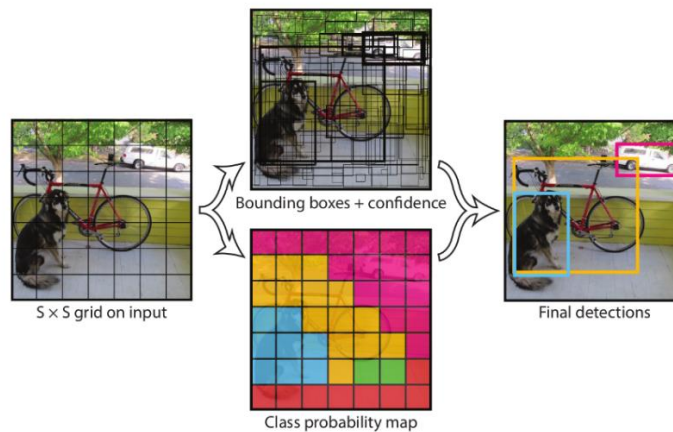 Bounding boxes + confidence
S × S grid on input
Final detections
Class probability map